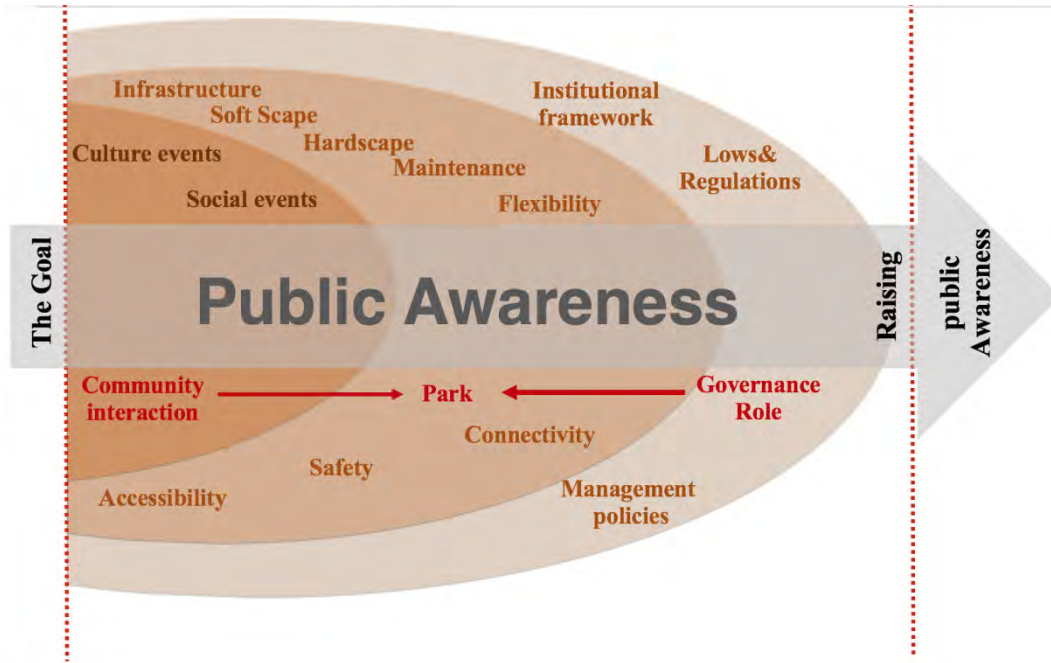 Infrastructure
Soft Scape
Hardscape
Maintenance
Flexibility
Institutional
framework
Lows&
Regulations
Culture events
Social events
The Goal
Public Awareness
Raising
public
Awareness
Community
interaction
Park
Governance
Role
Connectivity
Safety
Accessibility
Management
policies